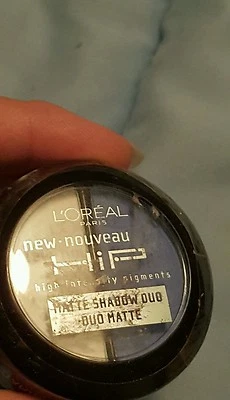 L'ORÉAL
PARIS
new·nouveau
HiP
high intensity pigments
MATTE SHADOW DUO
DUO MATTE